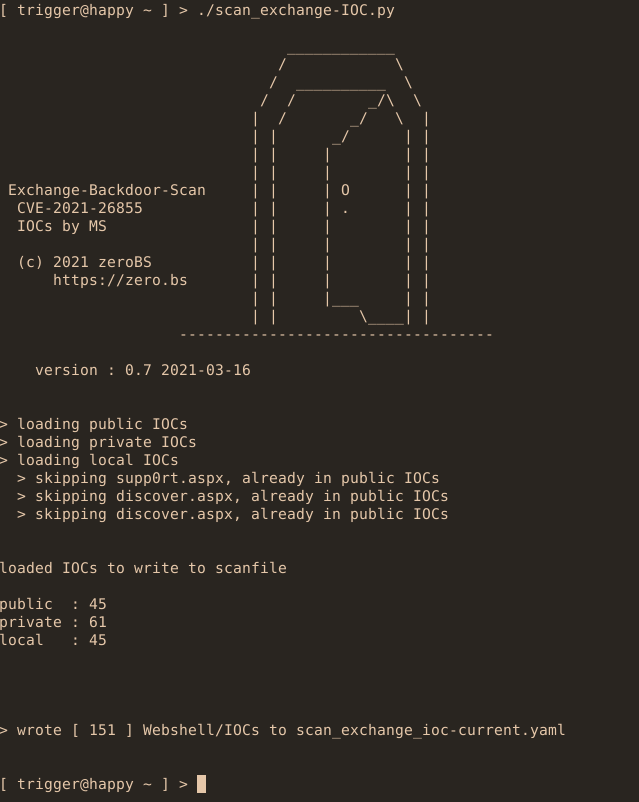 [ trigger@happy ~ ] > ./scan_exchange-IOC.py
Exchange-Backdoor-Scan
CVE-2021-26855
IOCs by MS
(c) 2021 zeroBS
https://zero.bs
version : 0.7 2021-03-16
> loading public IOCs
> loading private IOCs
> loading local IOCs
> skipping supp0rt.aspx, already in public IOCs
> skipping discover.aspx, already in public IOCs
> skipping discover.aspx, already in public IOCs
loaded IOCs to write to scanfile
public : 45
private : 61
local : 45
> wrote [ 151 ] Webshell/IOCs to scan_exchange_ioc-current.yaml
[ trigger@happy ~ ] >